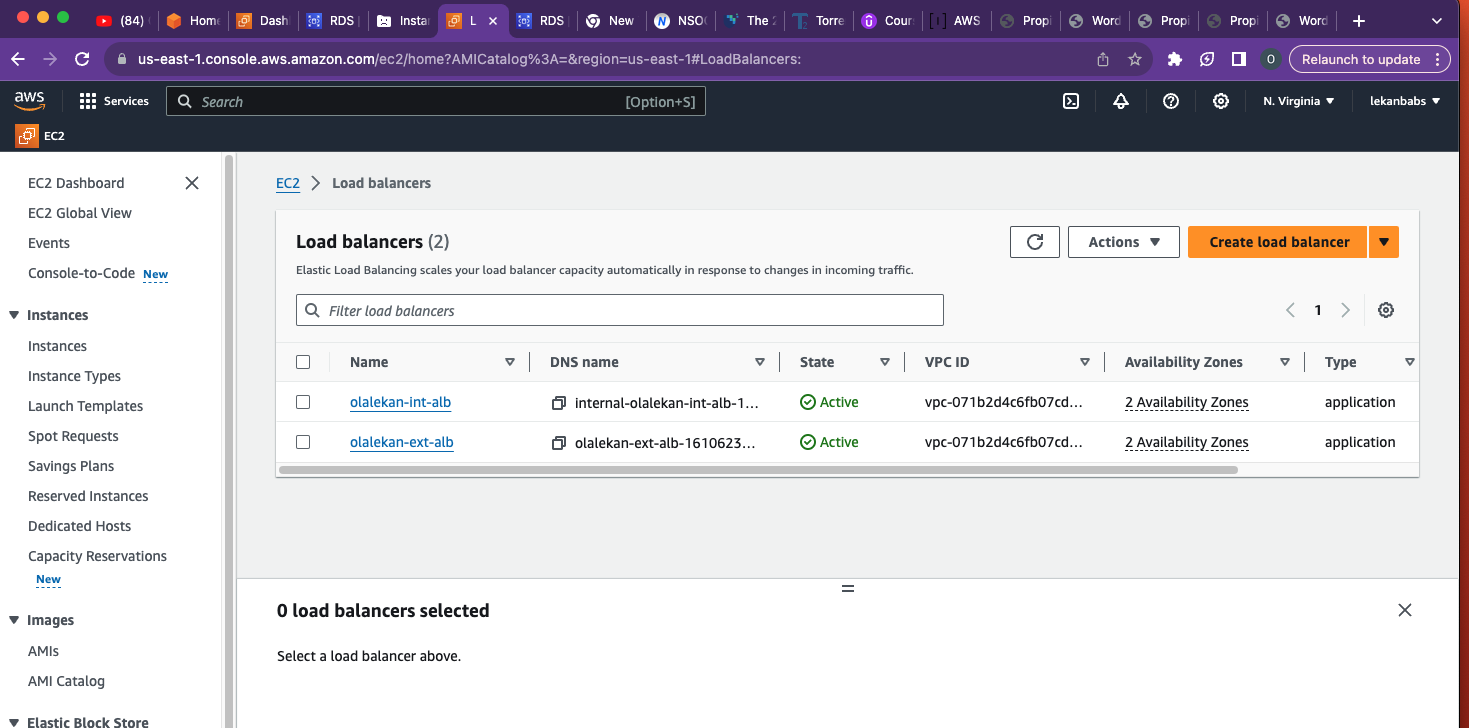 (84)
Home
Dash
RDS
Instan
L
RDS
New
NSO
The 2
Torre
Cour
AWS
Propi
Word
Propi
Propi
Word
us-east-1.console.aws.amazon.com/ec2/home?AMICatalog%3A=&region=us-east-1#LoadBalancers:
O
Relaunch to update
aws
Services
Search
[Option+S]
N. Virginia
lekanbabs
EC2
EC2 Dashboard
EC2 Global View
Events
Console-to-Code New
Instances
Instances
Instance Types
Launch Templates
Spot Requests
Savings Plans
Reserved Instances
Dedicated Hosts
Capacity Reservations
New
Images
AMIs
AMI Catalog
Elastic Block Store
EC2 > Load balancers
Load balancers (2)
Actions
Create load balancer
Elastic Load Balancing scales your load balancer capacity automatically in response to changes in incoming traffic.
Filter load balancers
1
Name DNS name State VPC ID Availability Zones Type
olalekan-int-alb internal-olalekan-int-alb-1... Active vpc-071b2d4c6fb07cd... 2 Availability Zones application
olalekan-ext-alb olalekan-ext-alb-1610623... Active vpc-071b2d4c6fb07cd... 2 Availability Zones application
0 load balancers selected
Select a load balancer above.